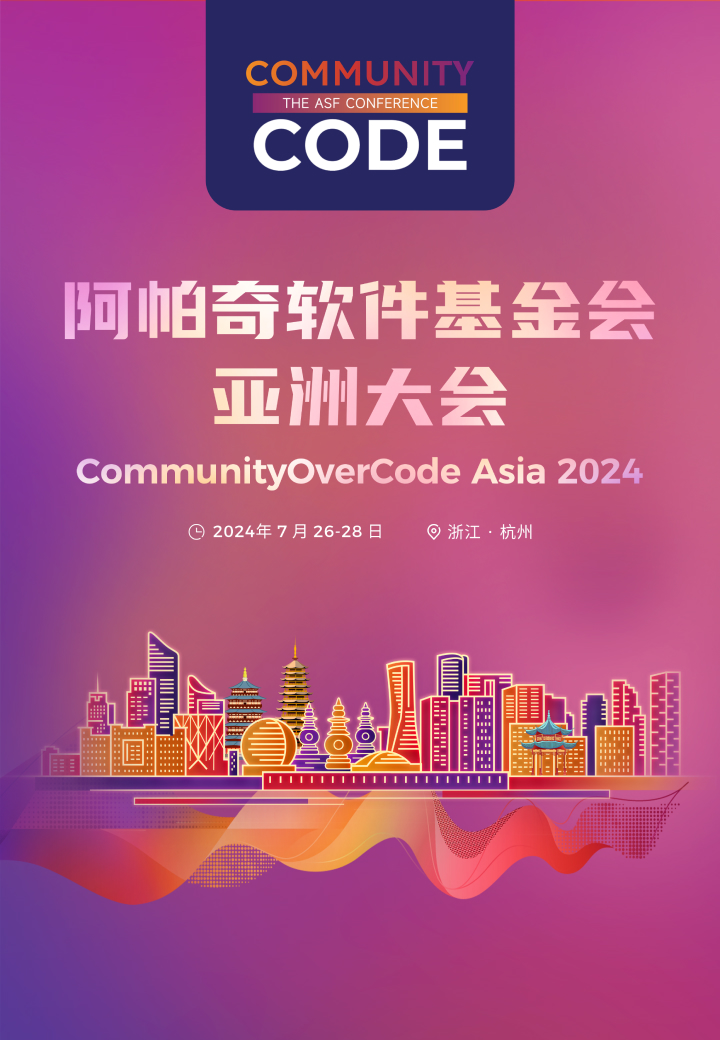 COMMUNITY
THE ASF CONFERENCE
CODE
阿帕奇软件基金会
亚洲大会
CommunityOverCode Asia 2024
2024年 7 月 26-28 日 浙江 · 杭州